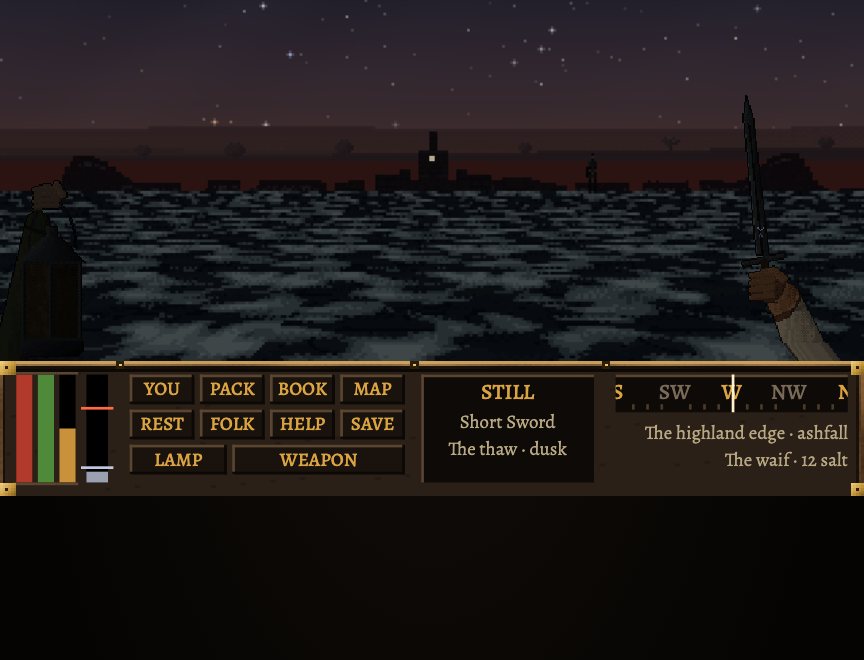 YOU PACK BOOK MAP
REST FOLK HELP SAVE
LAMP WEAPON
STILL
Short Sword
The thaw · dusk
S SW W NW N
The highland edge · ashfall
The waif · 12 salt